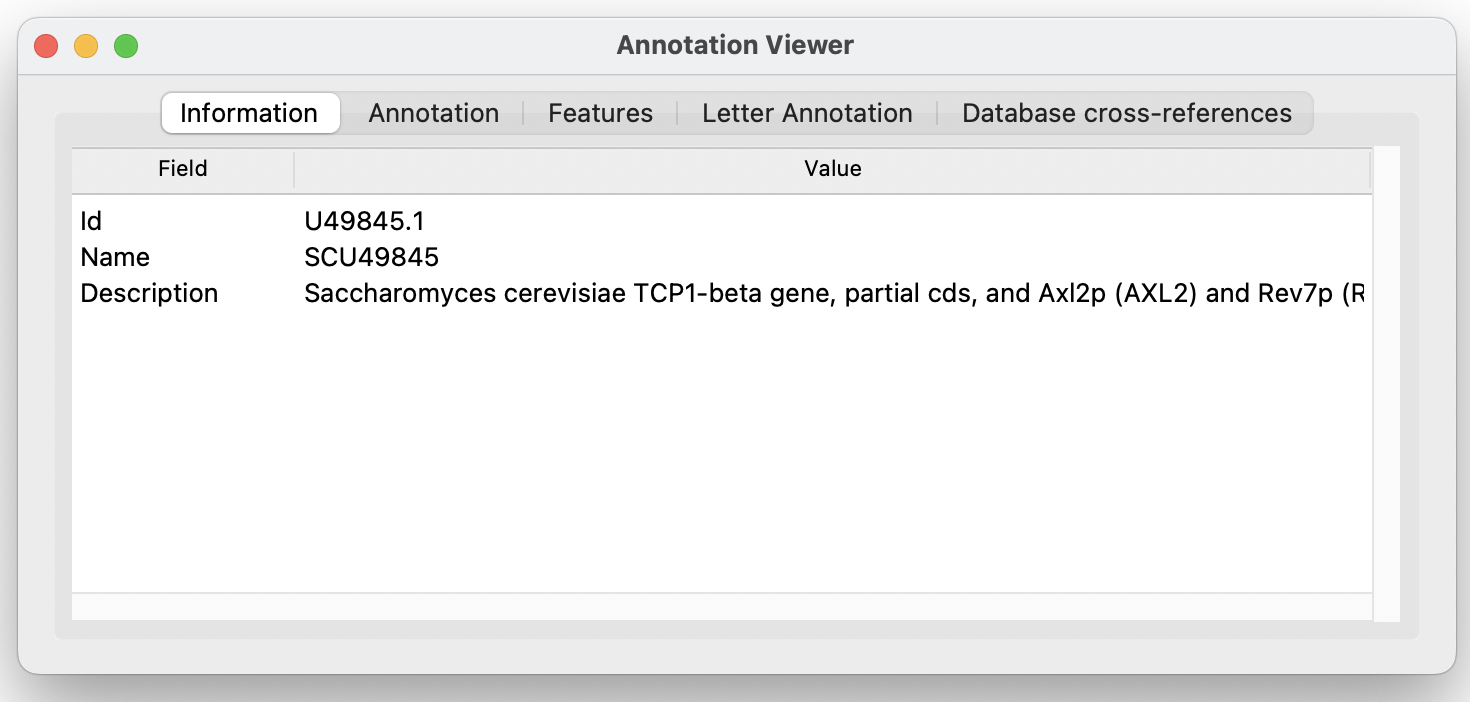 Annotation Viewer
Information Annotation Features Letter Annotation Database cross-references
Field Value
Id U49845.1
Name SCU49845
Description Saccharomyces cerevisiae TCP1-beta gene, partial cds, and Axl2p (AXL2) and Rev7p (R